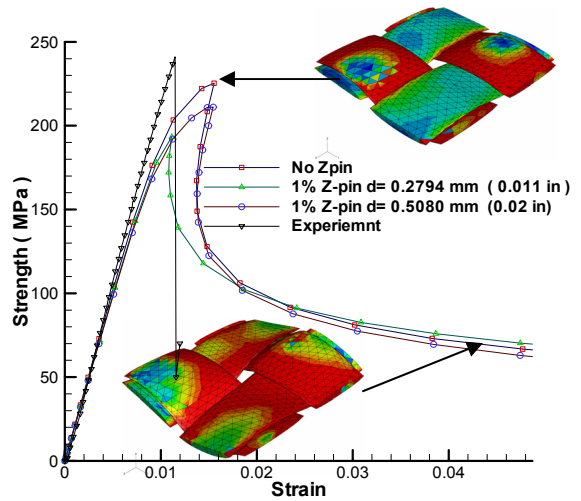 Strength ( MPa )
250
200
150
100
50
0
0
0.01
0.02
0.03
0.04
Strain
No Zpin
1% Z-pin d= 0.2794 mm ( 0.011 in )
1% Z-pin d= 0.5080 mm (0.02 in)
Experiemnt